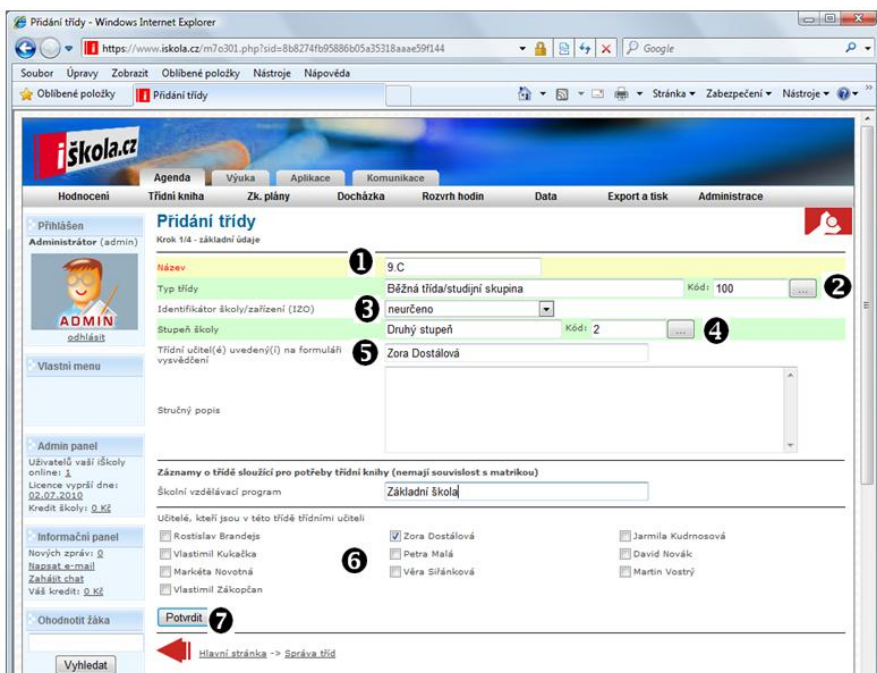 Přidání třídy - Windows Internet Explorer
https://www.iskola.cz/m7o301.php?sid=8b8274fb95886b05a35318aaae59f144
Google
Soubor Úpravy Zobrazit Oblíbené položky Nástroje Nápověda
Oblíbené položky Přidání třídy Stránka Zabezpečení Nástroje
iškola.cz
Agenda Výuka Aplikace Komunikace
Hodnocení Třídní kniha Zk. plány Docházka Rozvrh hodin Data Export a tisk Administrace
Přihlášen
Administrátor (admin)
ADMIN
odhlásit
Vlastní menu
Admin panel
Uživatelů vaší iŠkoly
online: 1
Licence vyprší dne:
02.07.2010
Kredit školy: 0 Kč
Informační panel
Nových zpráv: 0
Napsat e-mail
Zahájit chat
Váš kredit: 0 Kč
Ohodnotit žáka
Vyhledat
Přidání třídy
Krok 1/4 - základní údaje
Název 1 9.C
Typ třídy Běžná třída/studijní skupina Kód: 100 ... 2
Identifikátor školy/zařízení (IZO) 3 neurčeno
Stupeň školy Druhý stupeň Kód: 2 ... 4
Třídní učitel(é) uvedený(í) na formuláři
vysvědčení 5 Zora Dostálová
Stručný popis
Záznamy o třídě sloužící pro potřeby třídní knihy (nemají souvislost s matrikou)
Školní vzdělávací program Základní škola
Učitelé, kteří jsou v této třídě třídními učiteli
Rostislav Brandejs Zora Dostálová Jarmila Kudrnosová
Vlastimil Kukačka Petra Malá David Novák
Markéta Novotná 6 Věra Siřánková Martin Vostrý
Vlastimil Zákopčan
Potvrdit 7
Hlavní stránka -> Správa tříd